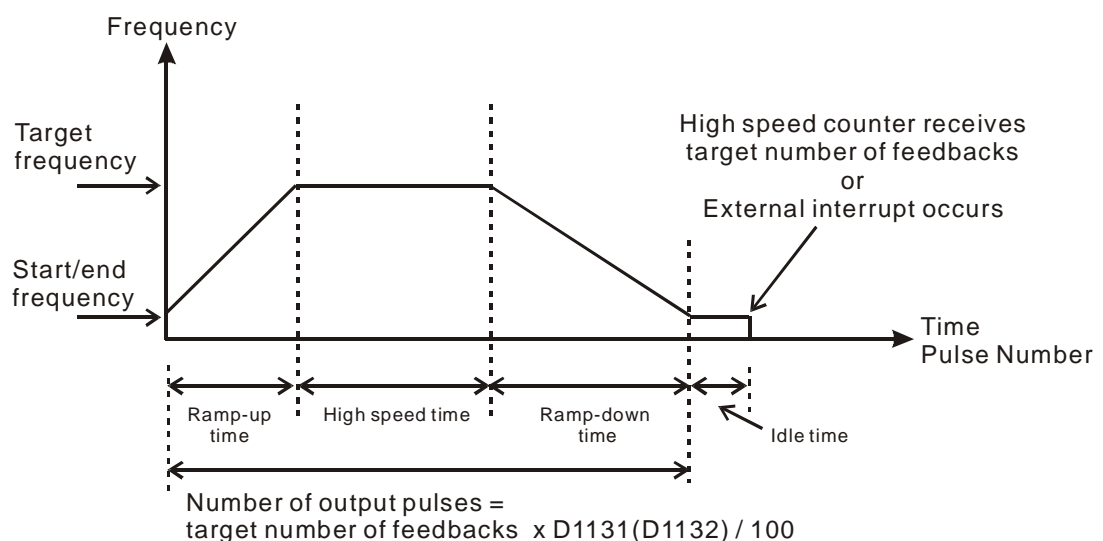 Frequency
Target
frequency
Start/end
frequency
High speed counter receives
target number of feedbacks
or
External interrupt occurs
Time
Pulse Number
Ramp-up
time
High speed time
Ramp-down
time
Idle time
Number of output pulses =
target number of feedbacks x D1131(D1132) / 100